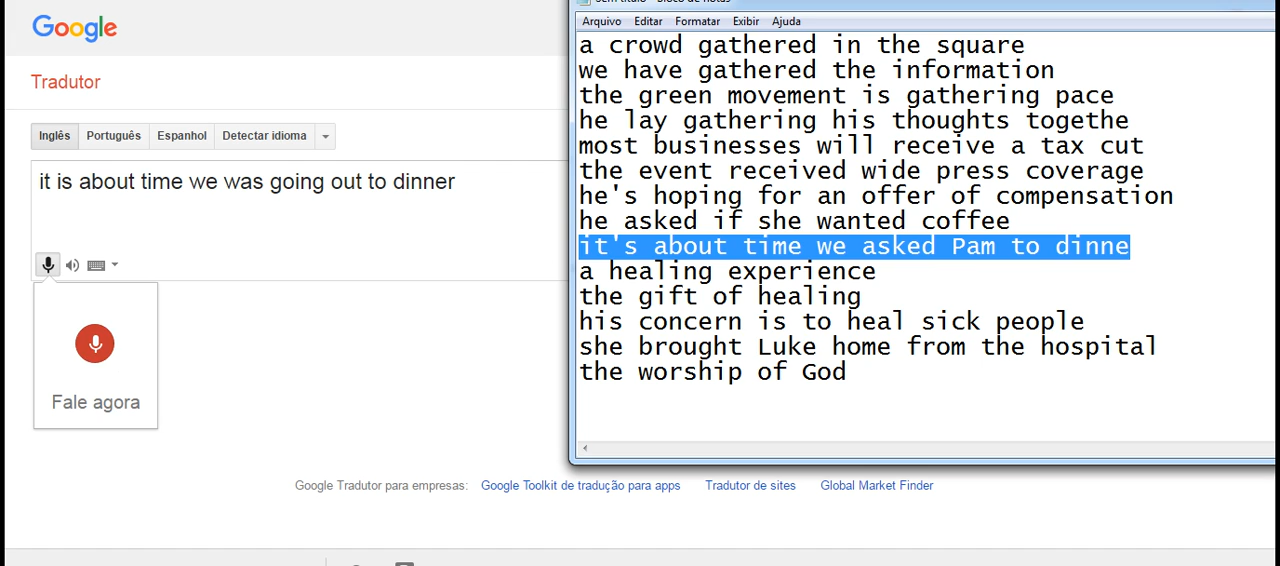 Google
Tradutor
Inglês Português Espanhol Detectar idioma
it is about time we was going out to dinner
Fale agora
Google Tradutor para empresas: Google Toolkit de tradução para apps Tradutor de sites Global Market Finder
Arquivo Editar Formatar Exibir Ajuda
a crowd gathered in the square
we have gathered the information
the green movement is gathering pace
he lay gathering his thoughts togethe
most businesses will receive a tax cut
the event received wide press coverage
he's hoping for an offer of compensation
he asked if she wanted coffee
it's about time we asked Pam to dinne
a healing experience
the gift of healing
his concern is to heal sick people
she brought Luke home from the hospital
the worship of God